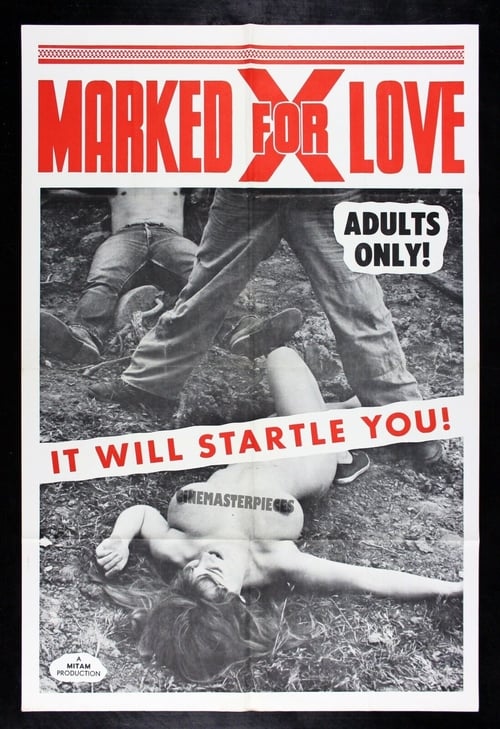 MARKED FOR LOVE
X
ADULTS
ONLY!
IT WILL STARTLE YOU!
CINEMASTERPIECES
A
MITAM
PRODUCTION